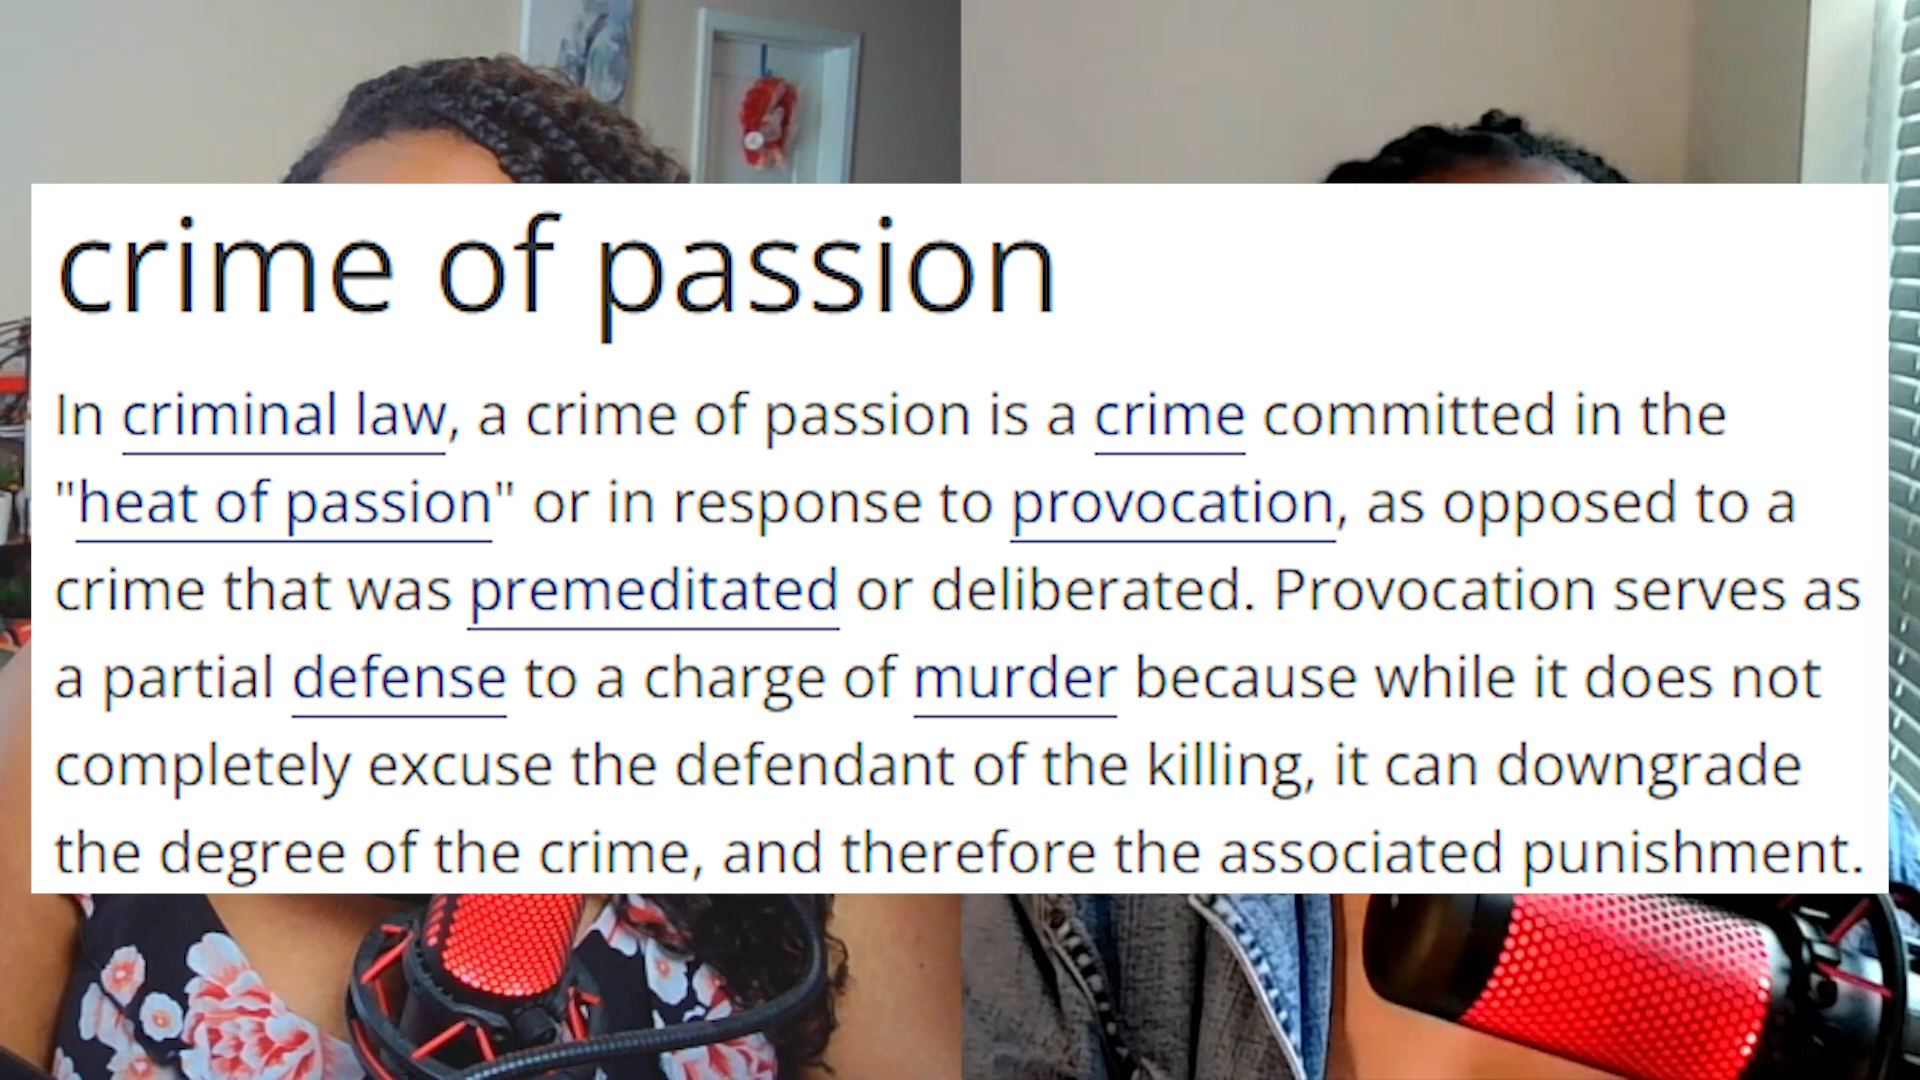 crime of passion
In criminal law, a crime of passion is a crime committed in the
"heat of passion" or in response to provocation, as opposed to a
crime that was premeditated or deliberated. Provocation serves as
a partial defense to a charge of murder because while it does not
completely excuse the defendant of the killing, it can downgrade
the degree of the crime, and therefore the associated punishment.